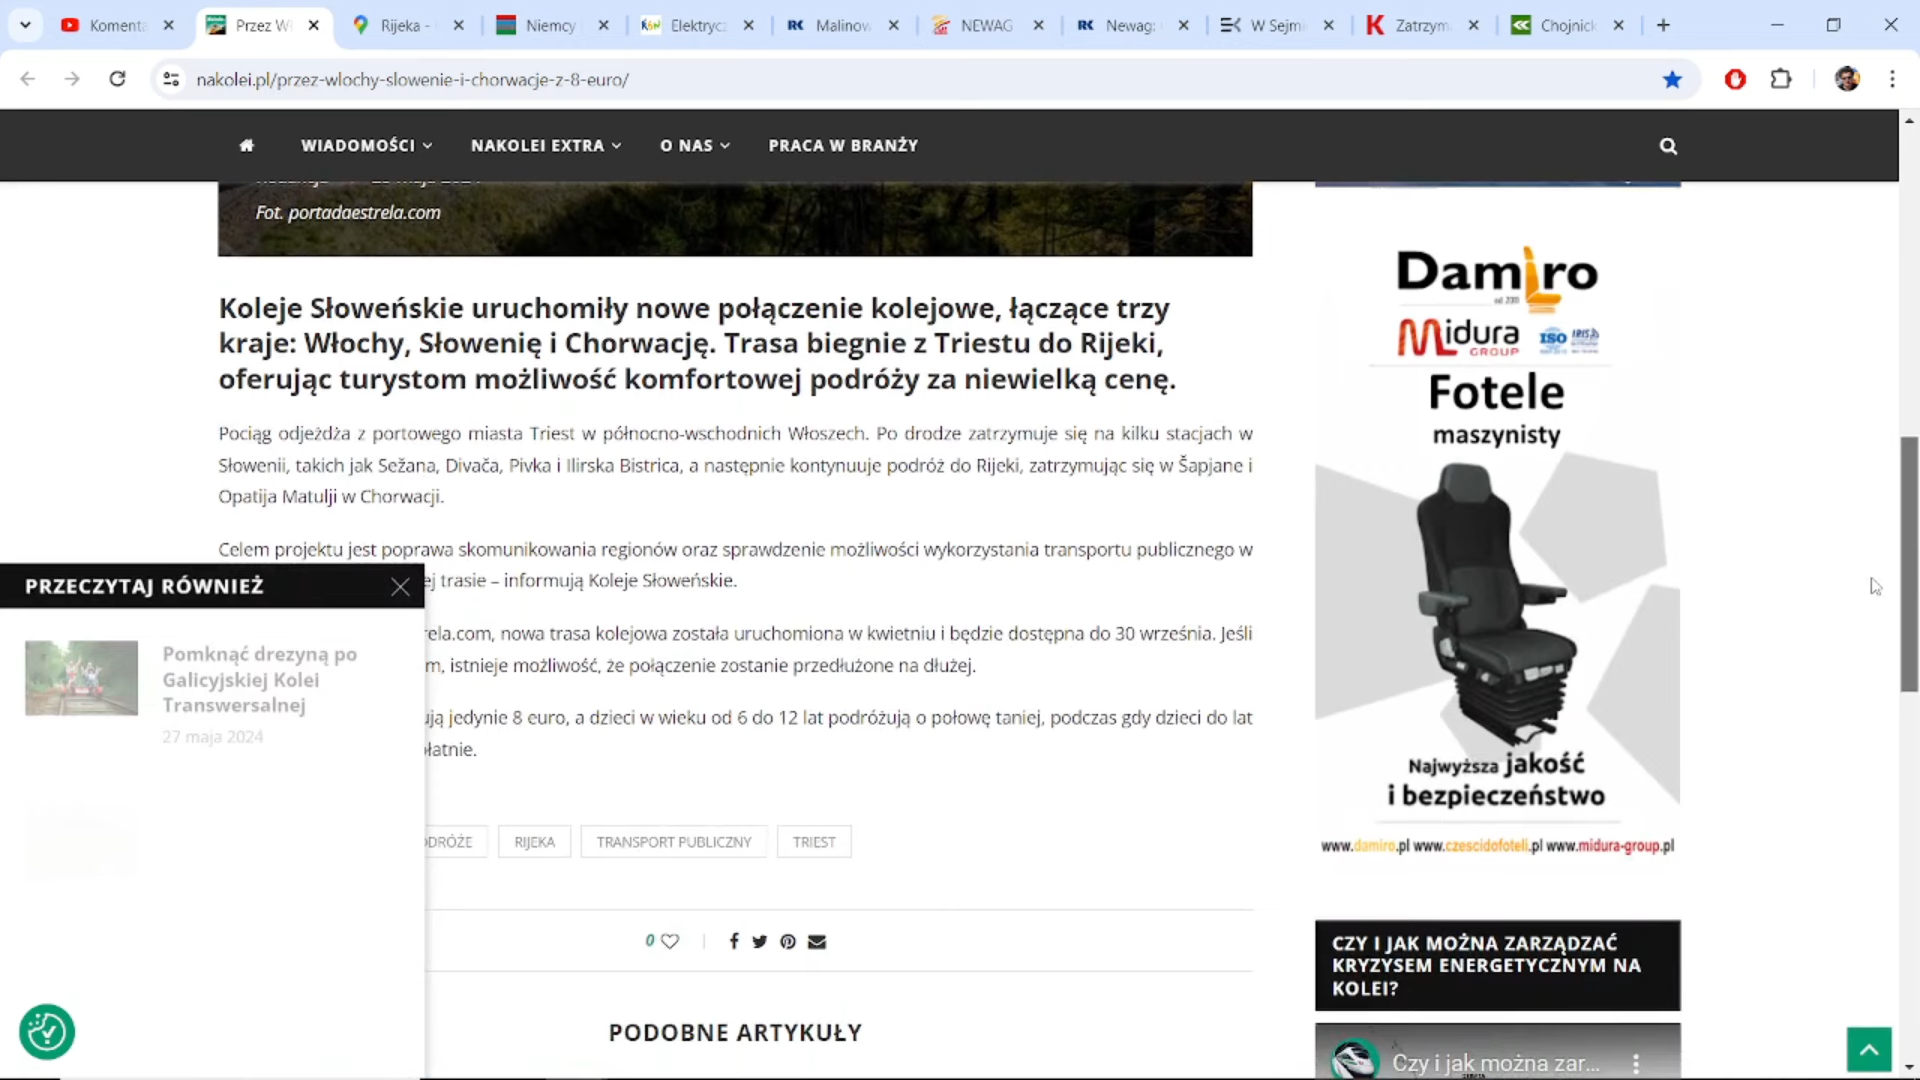 Komenta
Przez W
Rijeka -
Niemcy
KSN
Elektrycz
RK
Malinow
NEWAG
RK
Newag:
W Sejmi
K
Zatrzym
Chojnick
nakolei.pl/przez-wlochy-slowenie-i-chorwacje-z-8-euro/
WIADOMOŚCI
NAKOLEI EXTRA
O NAS
PRACA W BRANŻY
Fot. portadaestrela.com
Koleje Słoweńskie uruchomiły nowe połączenie kolejowe, łączące trzy
kraje: Włochy, Słowenię i Chorwację. Trasa biegnie z Triestu do Rijeki,
oferując turystom możliwość komfortowej podróży za niewielką cenę.
Pociąg odjeżdża z portowego miasta Triest w północno-wschodnich Włoszech. Po drodze zatrzymuje się na kilku stacjach w
Słowenii, takich jak Sežana, Divača, Pivka i Ilirska Bistrica, a następnie kontynuuje podróż do Rijeki, zatrzymując się w Šapjane i
Opatija Matulji w Chorwacji.
Celem projektu jest poprawa skomunikowania regionów oraz sprawdzenie możliwości wykorzystania transportu publicznego w
ej trasie – informują Koleje Słoweńskie.
rela.com, nowa trasa kolejowa została uruchomiona w kwietniu i będzie dostępna do 30 września. Jeśli
m, istnieje możliwość, że połączenie zostanie przedłużone na dłużej.
ują jedynie 8 euro, a dzieci w wieku od 6 do 12 lat podróżują o połowę taniej, podczas gdy dzieci do lat
łatnie.
PRZECZYTAJ RÓWNIEŻ
Pomknąć drezyną po
Galicyjskiej Kolei
Transwersalnej
27 maja 2024
ODRÓŻE
RIJEKA
TRANSPORT PUBLICZNY
TRIEST
0
PODOBNE ARTYKUŁY
Damiro
od 2011
Midura
GROUP
ISO
IRIS
Fotele
maszynisty
Najwyższa jakość
i bezpieczeństwo
www.damiro.pl www.czescidofoteli.pl www.midura-group.pl
CZY I JAK MOŻNA ZARZĄDZAĆ
KRYZYSEM ENERGETYCZNYM NA
KOLEI?
Czy i jak można zar...